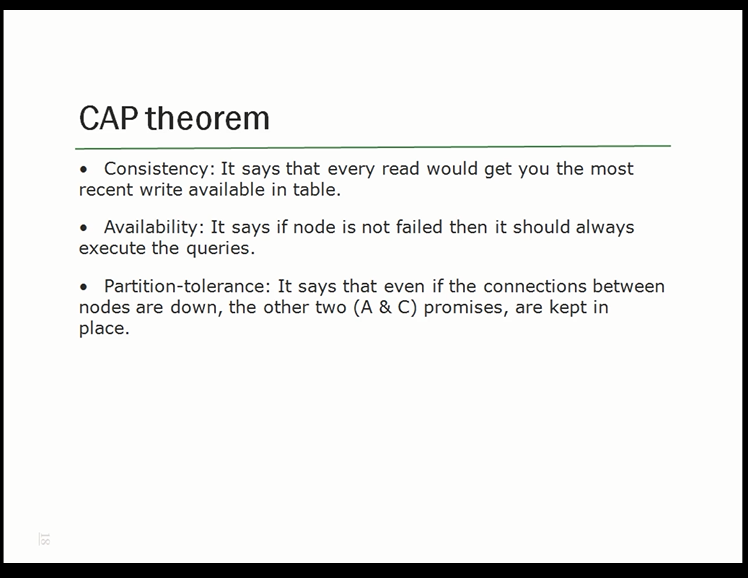 CAP theorem
• Consistency: It says that every read would get you the most
recent write available in table.
• Availability: It says if node is not failed then it should always
execute the queries.
• Partition-tolerance: It says that even if the connections between
nodes are down, the other two (A & C) promises, are kept in
place.
18